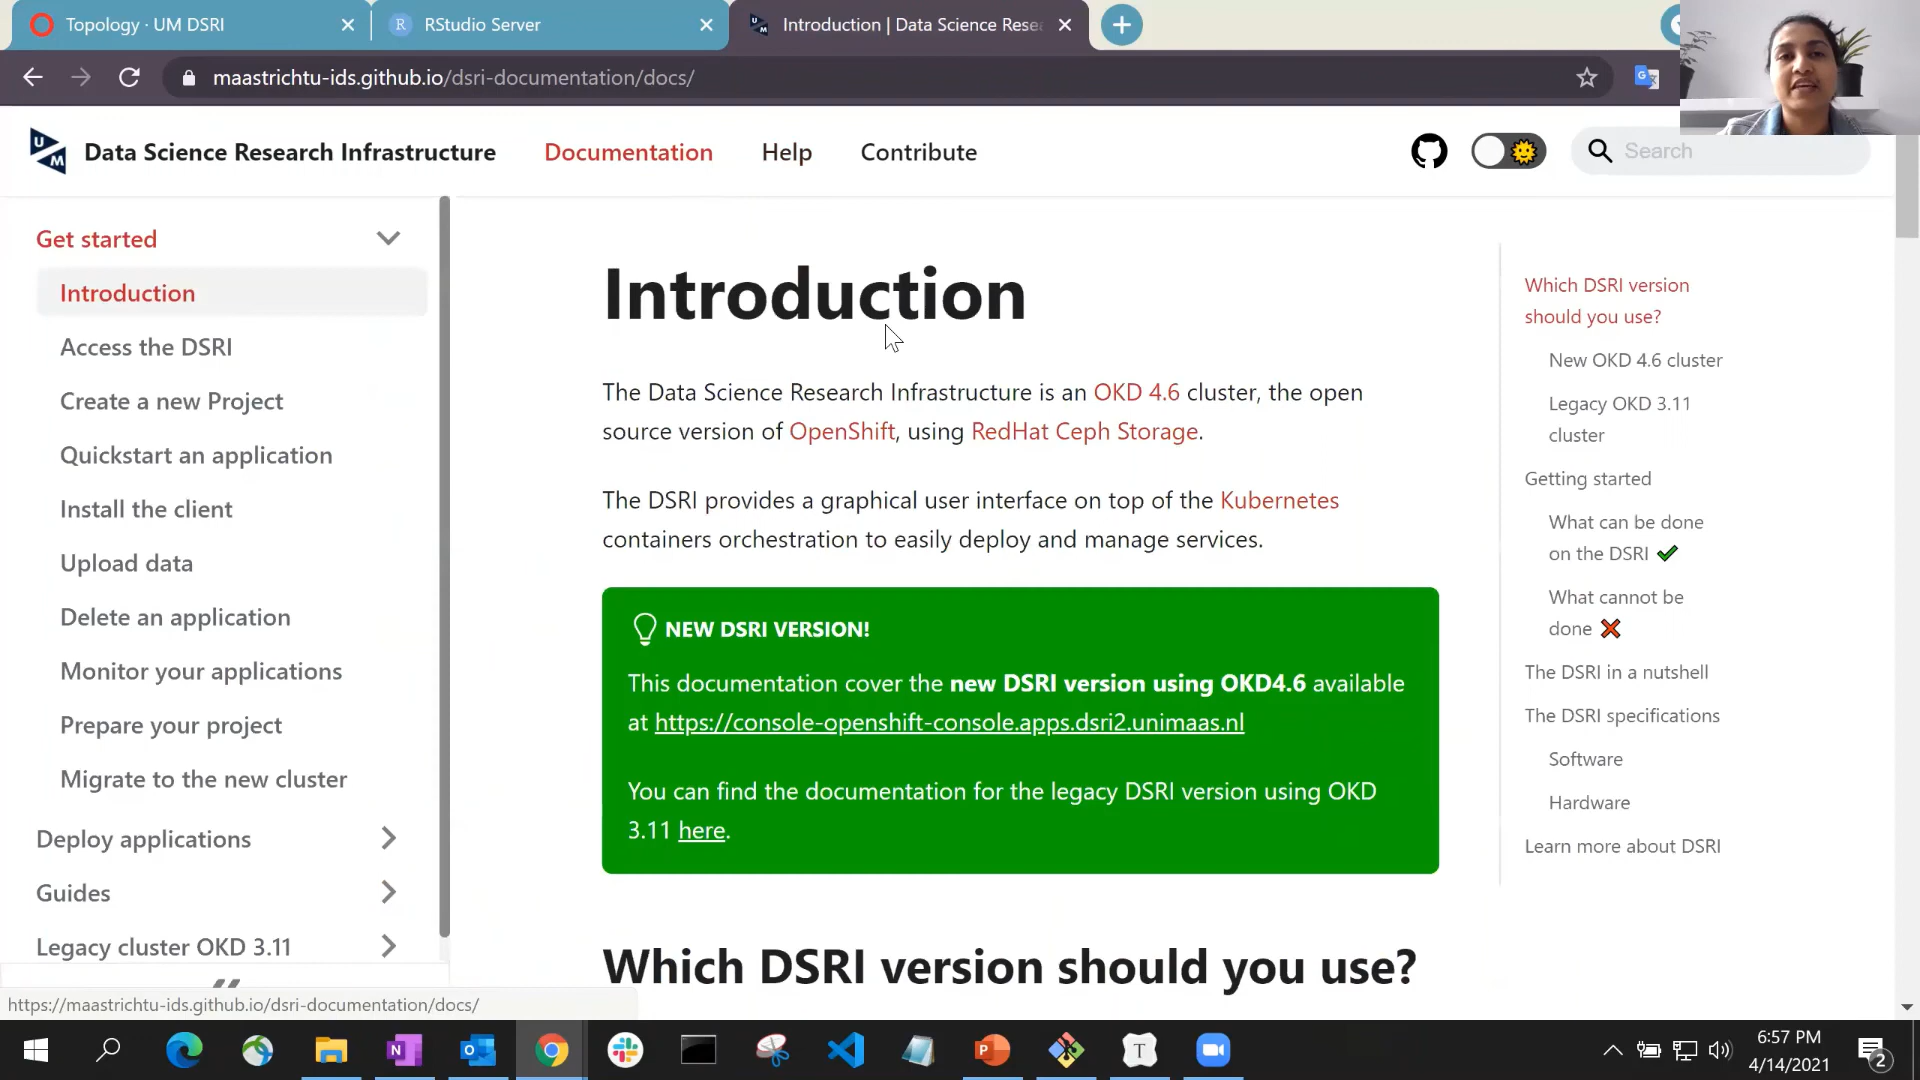 Topology · UM DSRI
RStudio Server
Introduction | Data Science Rese
maastrichtu-ids.github.io/dsri-documentation/docs/
U M
Data Science Research Infrastructure
Documentation
Help
Contribute
Search
Get started
Introduction
Access the DSRI
Create a new Project
Quickstart an application
Install the client
Upload data
Delete an application
Monitor your applications
Prepare your project
Migrate to the new cluster
Deploy applications
Guides
Legacy cluster OKD 3.11
Introduction
The Data Science Research Infrastructure is an OKD 4.6 cluster, the open
source version of OpenShift, using RedHat Ceph Storage.
The DSRI provides a graphical user interface on top of the Kubernetes
containers orchestration to easily deploy and manage services.
NEW DSRI VERSION!
This documentation cover the new DSRI version using OKD4.6 available
at https://console-openshift-console.apps.dsri2.unimaas.nl
You can find the documentation for the legacy DSRI version using OKD
3.11 here.
Which DSRI version should you use?
Which DSRI version
should you use?
New OKD 4.6 cluster
Legacy OKD 3.11
cluster
Getting started
What can be done
on the DSRI
What cannot be
done
The DSRI in a nutshell
The DSRI specifications
Software
Hardware
Learn more about DSRI
https://maastrichtu-ids.github.io/dsri-documentation/docs/
6:57 PM
4/14/2021
2